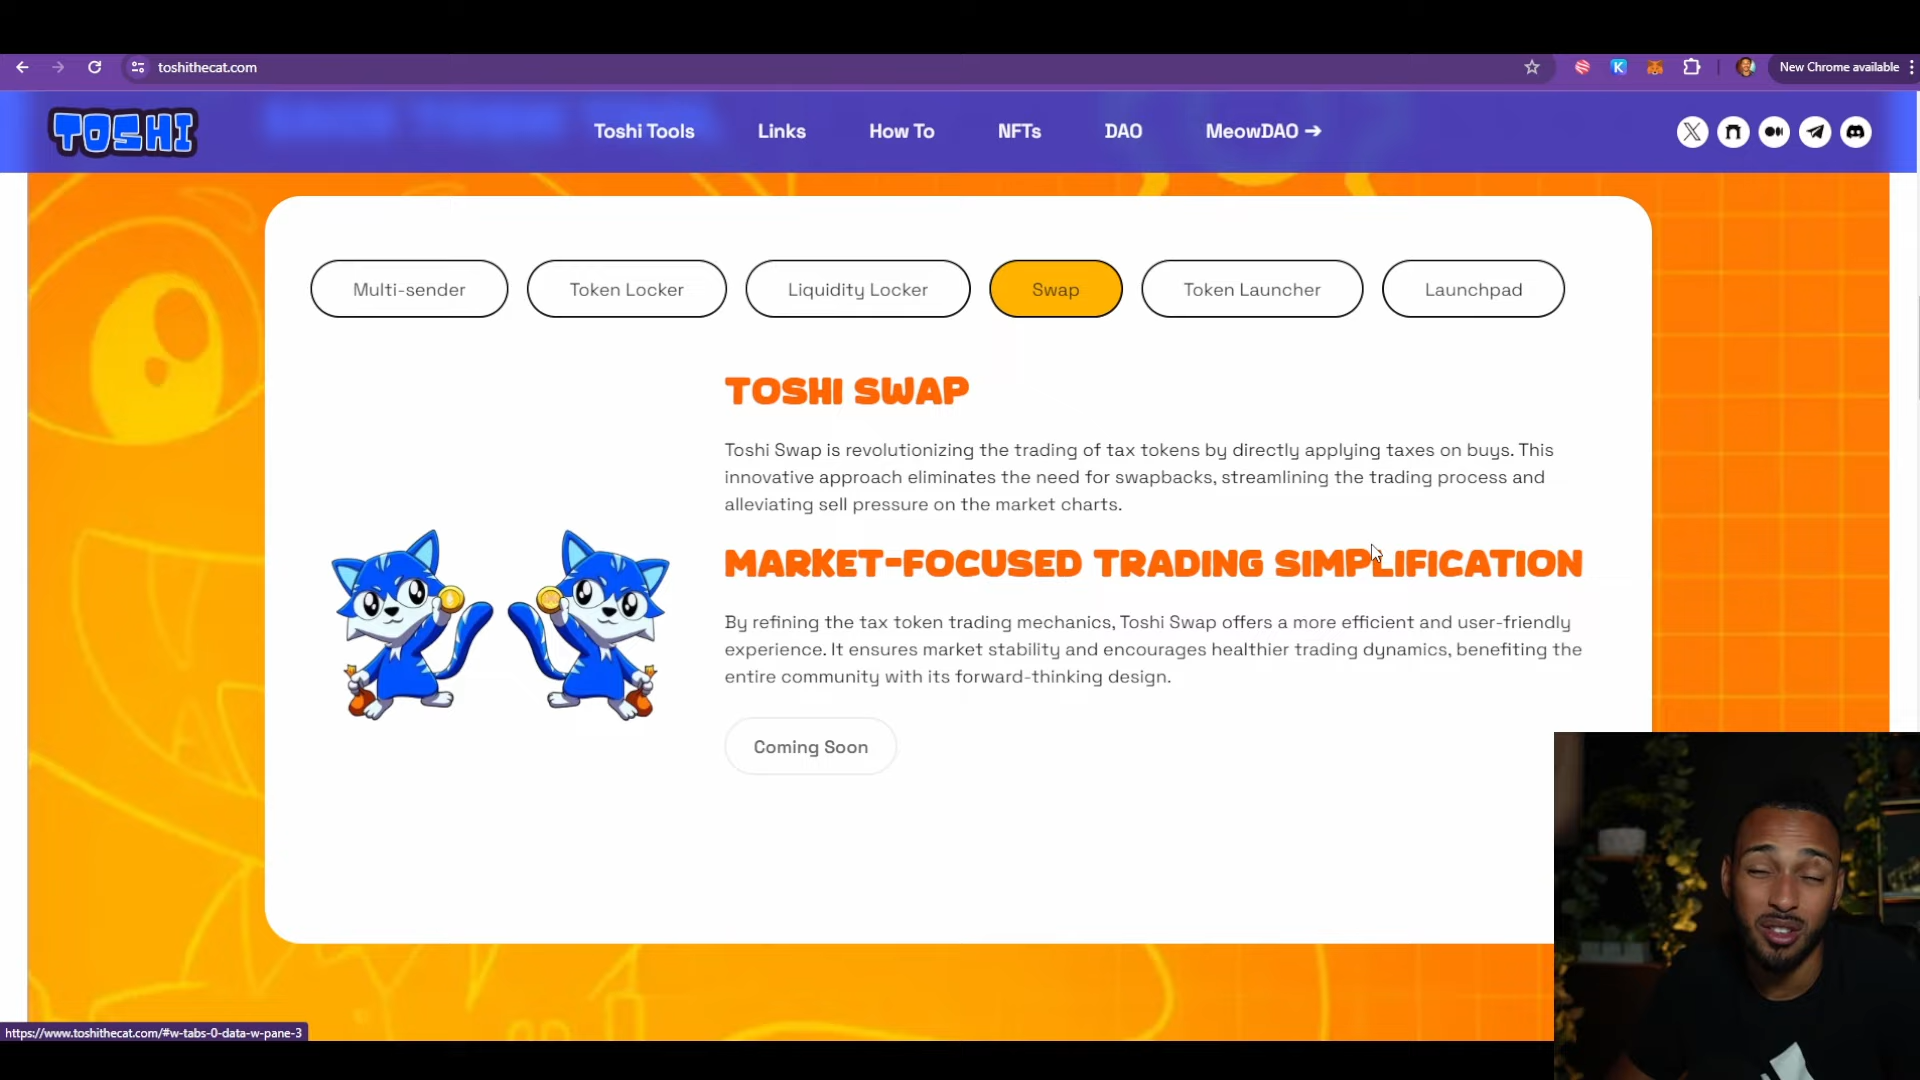 toshithecat.com
New Chrome available
K
TOSHI
Toshi Tools
Links
How To
NFTs
DAO
MeowDAO →
Multi-sender
Token Locker
Liquidity Locker
Swap
Token Launcher
Launchpad
TOSHI SWAP
Toshi Swap is revolutionizing the trading of tax tokens by directly applying taxes on buys. This
innovative approach eliminates the need for swapbacks, streamlining the trading process and
alleviating sell pressure on the market charts.
MARKET-FOCUSED TRADING SIMPLIFICATION
By refining the tax token trading mechanics, Toshi Swap offers a more efficient and user-friendly
experience. It ensures market stability and encourages healthier trading dynamics, benefiting the
entire community with its forward-thinking design.
Coming Soon
https://www.toshithecat.com/#w-tabs-0-data-w-pane-3